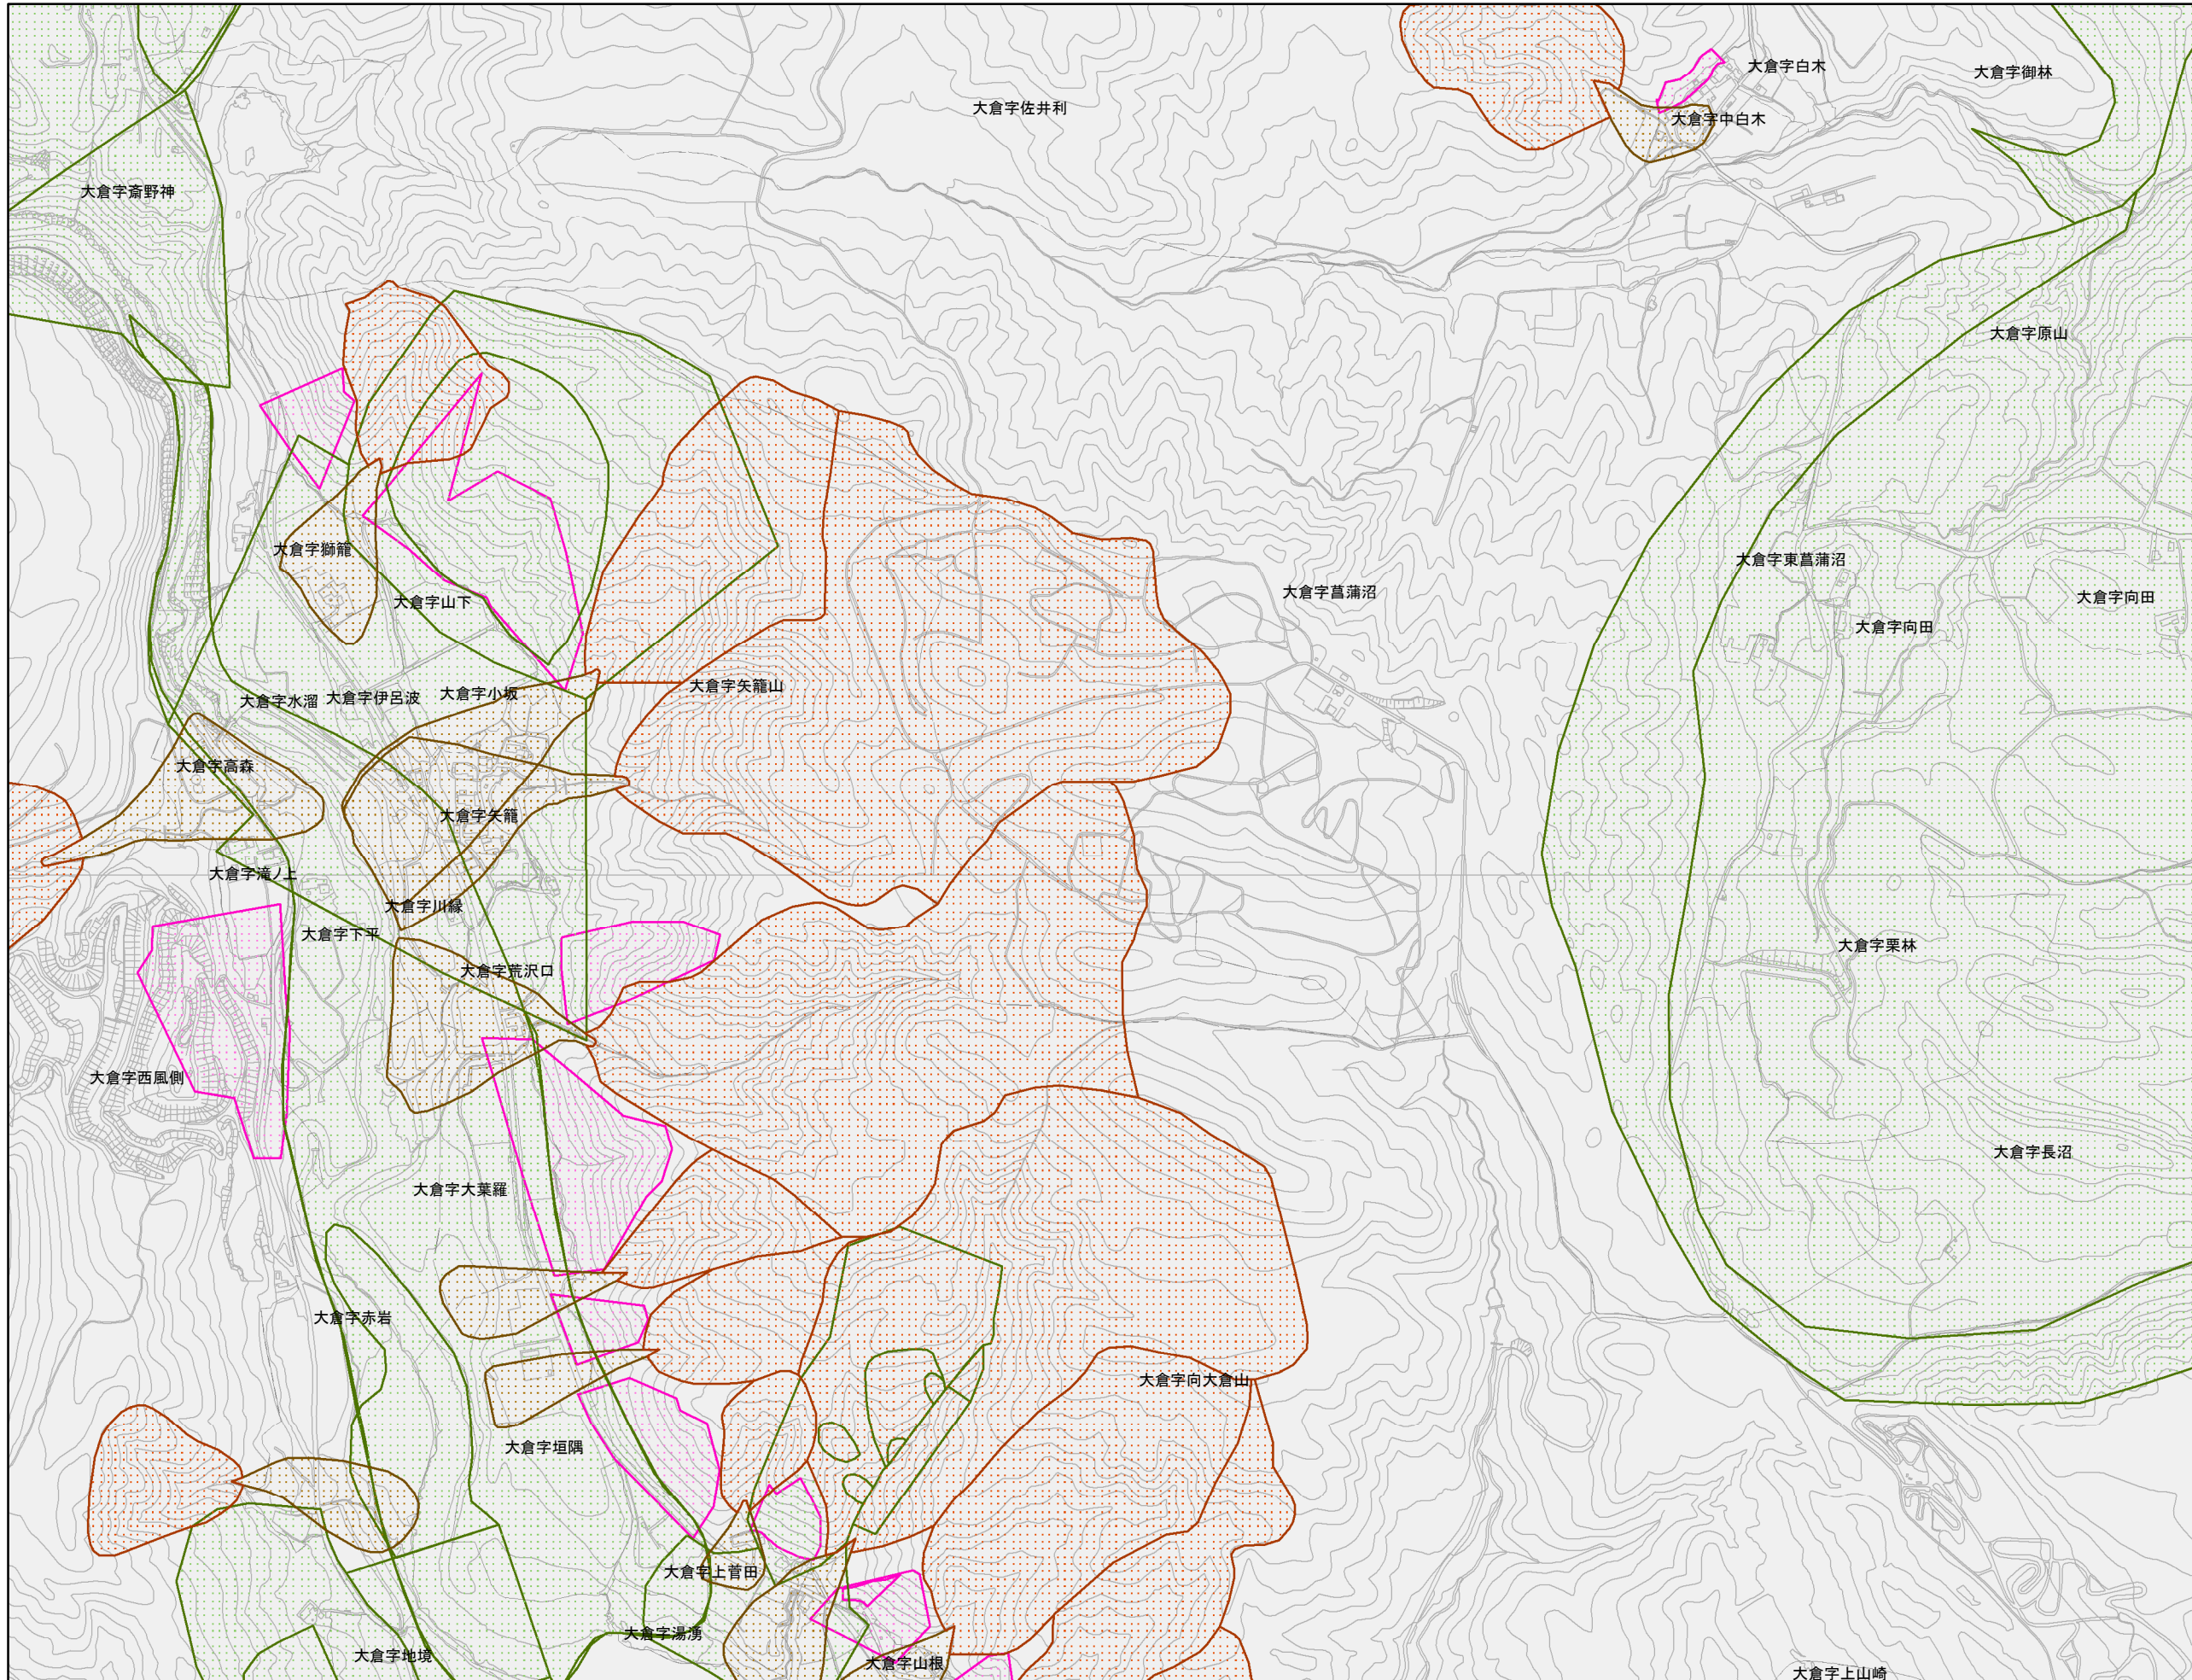 大倉字白木
大倉字御林
大倉字佐井利
大倉字中白木
大倉字斎野神
大倉字原山
大倉字獅籠
大倉字東菖蒲沼
大倉字菖蒲沼
大倉字向田
大倉字山下
大倉字向田
大倉字矢籠山
大倉字小坂
大倉字伊呂波
大倉字水溜
大倉字高森
大倉字矢籠
大倉字滝ノ上
大倉字川縁
大倉字下平
大倉字栗林
大倉字荒沢口
大倉字西風側
大倉字長沼
大倉字大葉羅
大倉字赤岩
大倉字向大倉山
大倉字垣隅
大倉字上菅田
大倉字湯湧
大倉字地境
大倉字山根
大倉字上山崎